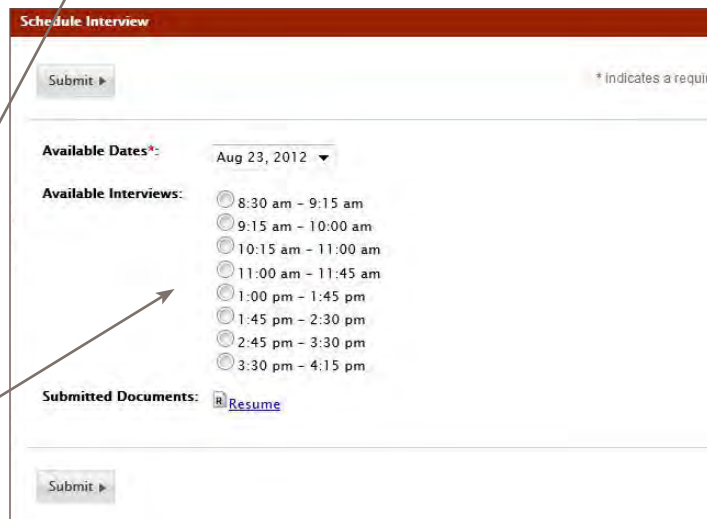 Schedule Interview
Submit
* indicates a requi
Available Dates*: Aug 23, 2012
Available Interviews:
8:30 am – 9:15 am
9:15 am – 10:00 am
10:15 am – 11:00 am
11:00 am – 11:45 am
1:00 pm – 1:45 pm
1:45 pm – 2:30 pm
2:45 pm – 3:30 pm
3:30 pm – 4:15 pm
Submitted Documents: R Resume
Submit